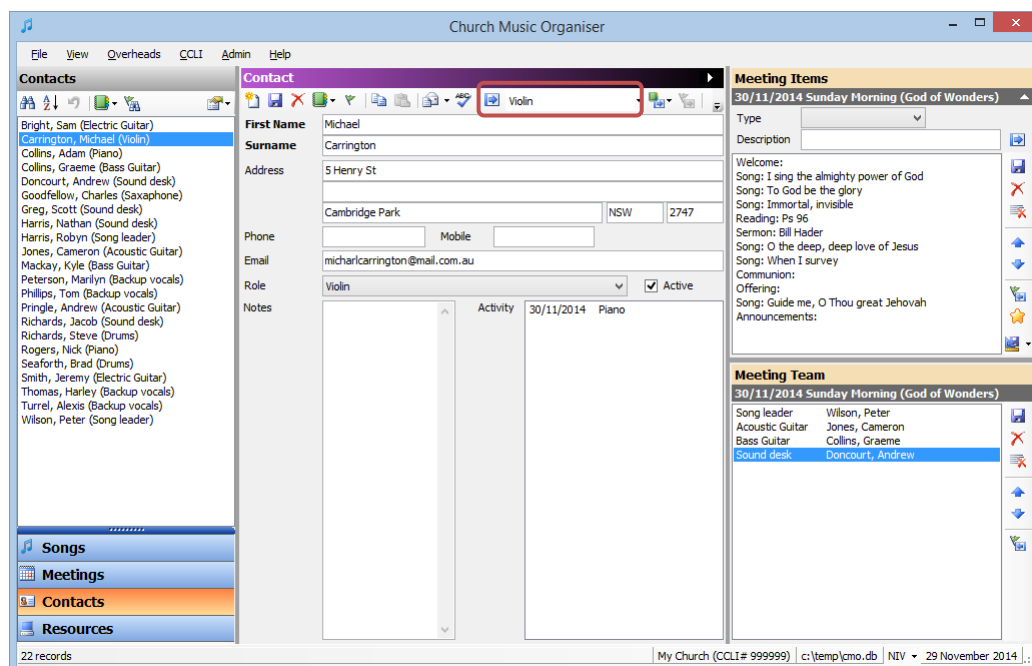 Church Music Organiser
File View Overheads CCLI Admin Help
Contacts
Bright, Sam (Electric Guitar)
Carrington, Michael (Violin)
Collins, Adam (Piano)
Collins, Graeme (Bass Guitar)
Doncourt, Andrew (Sound desk)
Goodfellow, Charles (Saxaphone)
Greg, Scott (Sound desk)
Harris, Nathan (Sound desk)
Harris, Robyn (Song leader)
Jones, Cameron (Acoustic Guitar)
Mackay, Kyle (Bass Guitar)
Peterson, Marilyn (Backup vocals)
Phillips, Tom (Backup vocals)
Pringle, Andrew (Acoustic Guitar)
Richards, Jacob (Sound desk)
Richards, Steve (Drums)
Rogers, Nick (Piano)
Seaforth, Brad (Drums)
Smith, Jeremy (Electric Guitar)
Thomas, Harley (Backup vocals)
Turrel, Alexis (Backup vocals)
Wilson, Peter (Song leader)
Songs
Meetings
Contacts
Resources
Contact
ABC Violin
First Name Michael
Surname Carrington
Address 5 Henry St
Cambridge Park NSW 2747
Phone Mobile
Email micharlcarrington@mail.com.au
Role Violin Active
Notes Activity 30/11/2014 Piano
Meeting Items
30/11/2014 Sunday Morning (God of Wonders)
Type
Description
Welcome:
Song: I sing the almighty power of God
Song: To God be the glory
Song: Immortal, invisible
Reading: Ps 96
Sermon: Bill Hader
Song: O the deep, deep love of Jesus
Song: When I survey
Communion:
Offering:
Song: Guide me, O Thou great Jehovah
Announcements:
Meeting Team
30/11/2014 Sunday Morning (God of Wonders)
Song leader Wilson, Peter
Acoustic Guitar Jones, Cameron
Bass Guitar Collins, Graeme
Sound desk Doncourt, Andrew
22 records My Church (CCLI# 999999) c:\temp\cmo.db NIV 29 November 2014